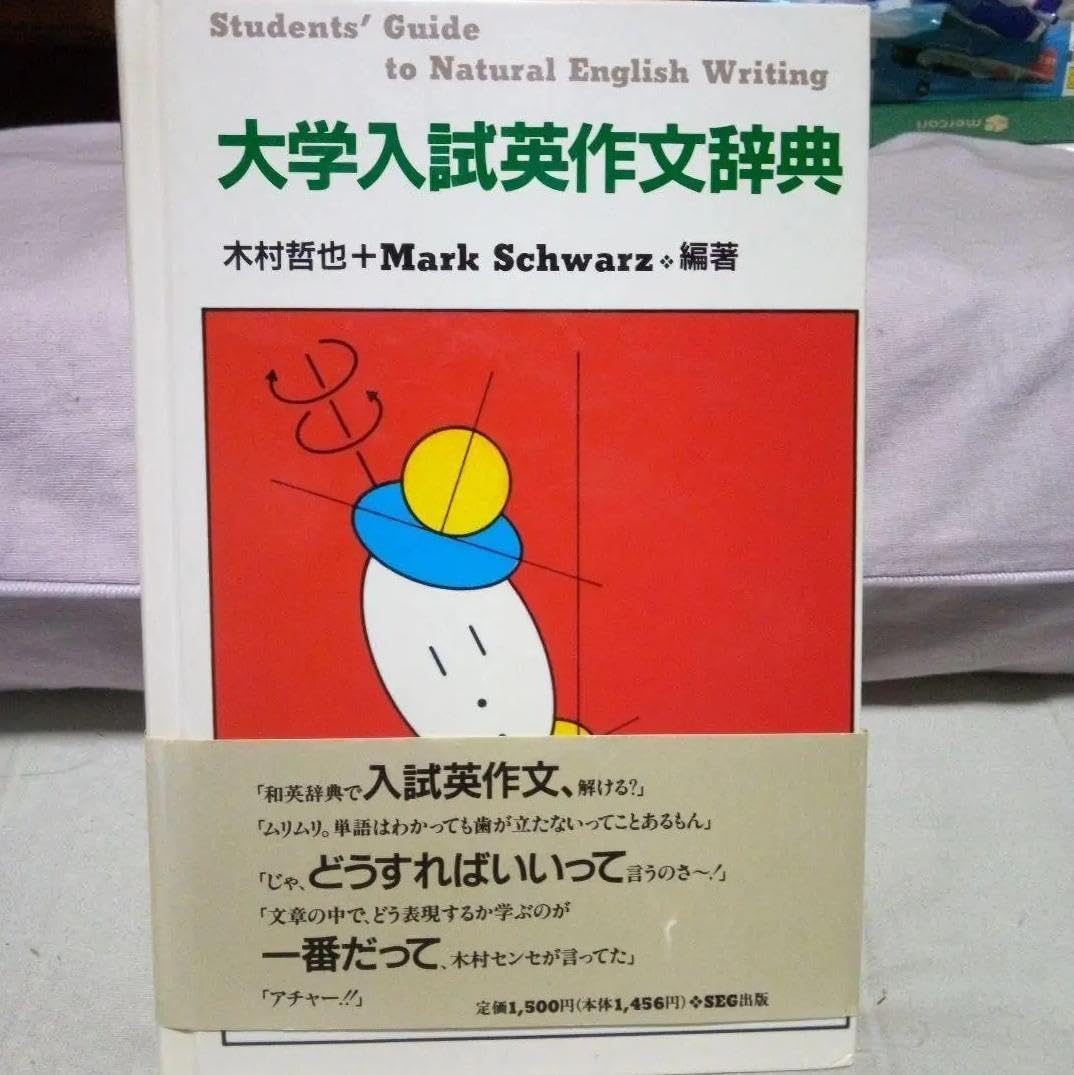 Students' Guide
to Natural English Writing
大学入試英作文辞典
木村哲也+Mark Schwarz❖編著
「和英辞典で入試英作文、解ける?」
「ムリムリ。単語はわかっても歯が立たないってことあるもん」
「じゃ、どうすればいいいって言うのさ〜!」
「文章の中で、どう表現するか学ぶのが
一番だって、木村センセが言ってた」
「アチャー!!」
定価1,500円(本体1,456円)❖SEG出版
mercari